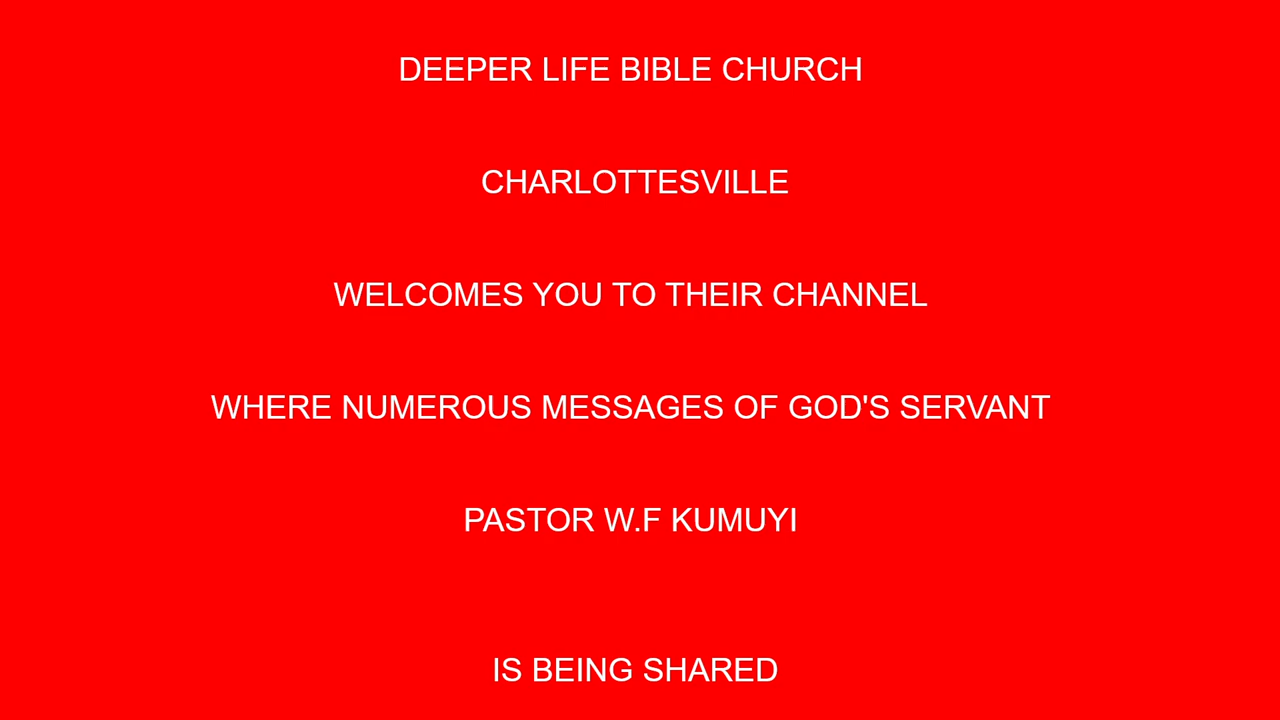 DEEPER LIFE BIBLE CHURCH
CHARLOTTESVILLE
WELCOMES YOU TO THEIR CHANNEL
WHERE NUMEROUS MESSAGES OF GOD'S SERVANT
PASTOR W.F KUMUYI
IS BEING SHARED